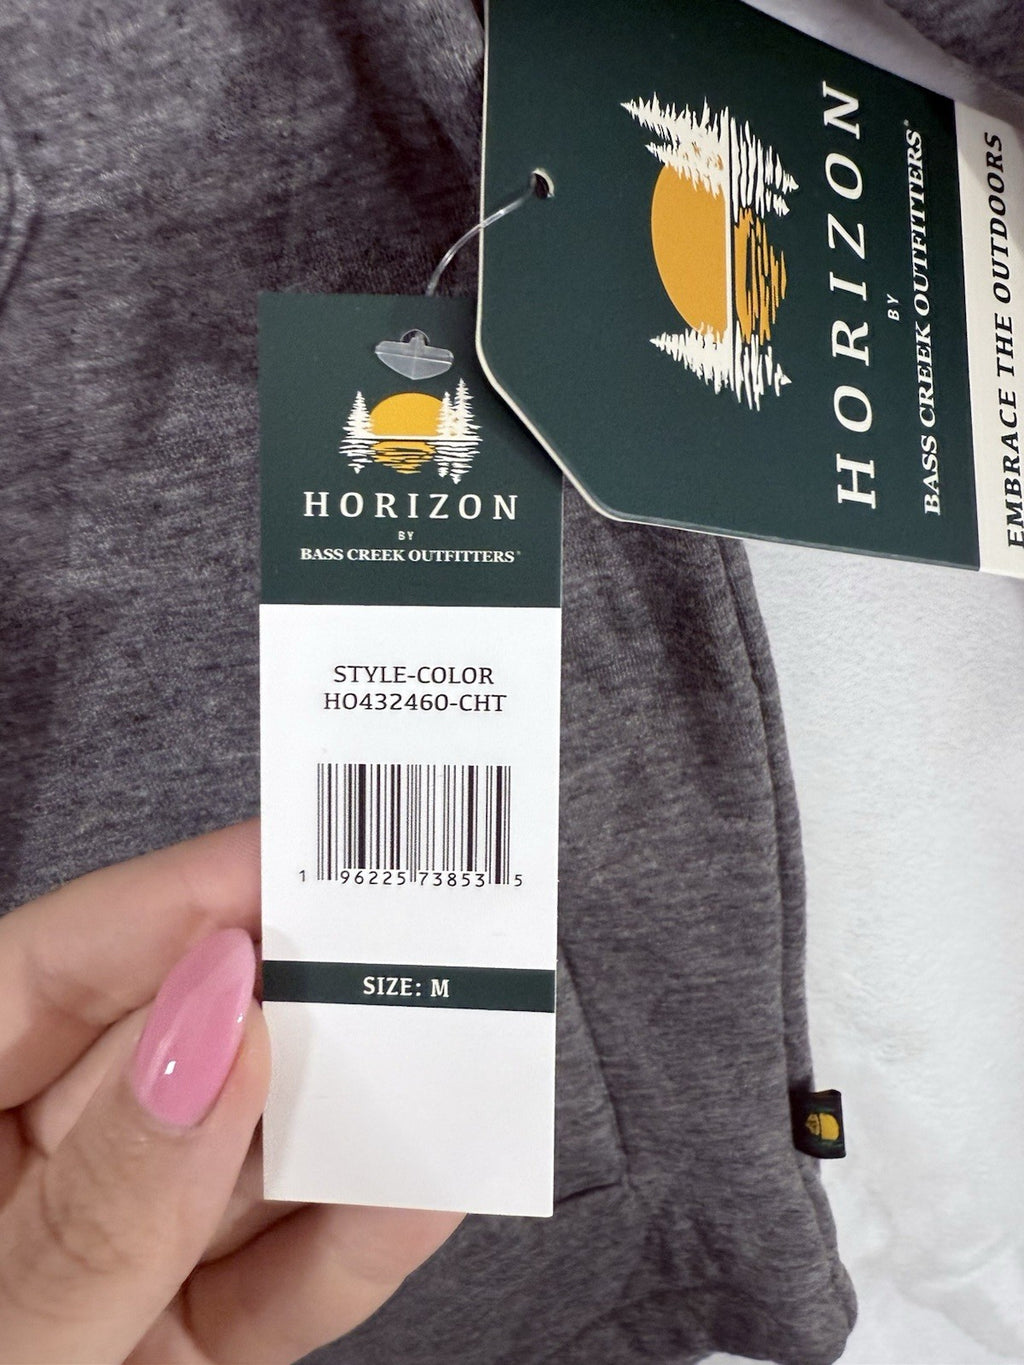 HORIZON
BY
BASS CREEK OUTFITTERS®
EMBRACE THE OUTDOORS
HORIZON
BY
BASS CREEK OUTFITTERS®
STYLE-COLOR
HO432460-CHT
1 96225 73853 5
SIZE: M